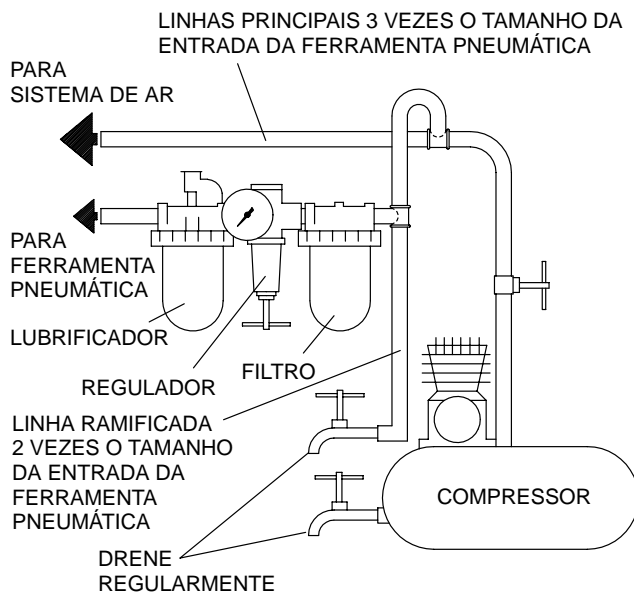 LINHAS PRINCIPAIS 3 VEZES O TAMANHO DA
ENTRADA DA FERRAMENTA PNEUMÁTICA
PARA
SISTEMA DE AR
PARA
FERRAMENTA
PNEUMÁTICA
LUBRIFICADOR
REGULADOR
FILTRO
LINHA RAMIFICADA
2 VEZES O TAMANHO
DA ENTRADA DA
FERRAMENTA
PNEUMÁTICA
COMPRESSOR
DRENE
REGULARMENTE